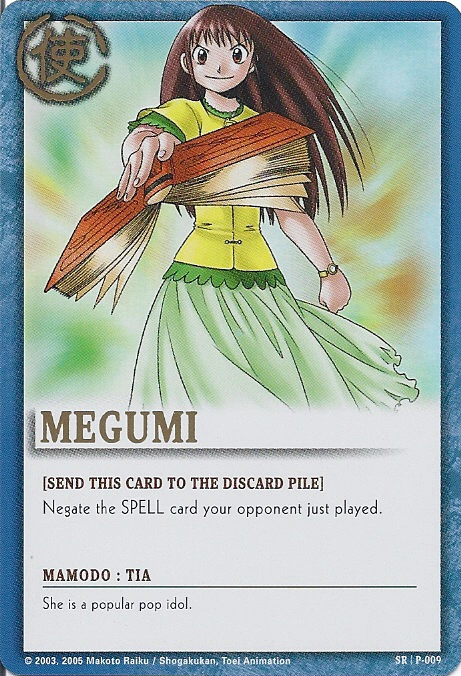 使
MEGUMI
[SEND THIS CARD TO THE DISCARD PILE]
Negate the SPELL card your opponent just played.
MAMODO : TIA
She is a popular pop idol.
© 2003, 2005 Makoto Raiku / Shogakukan, Toei Animation
SR | P-009